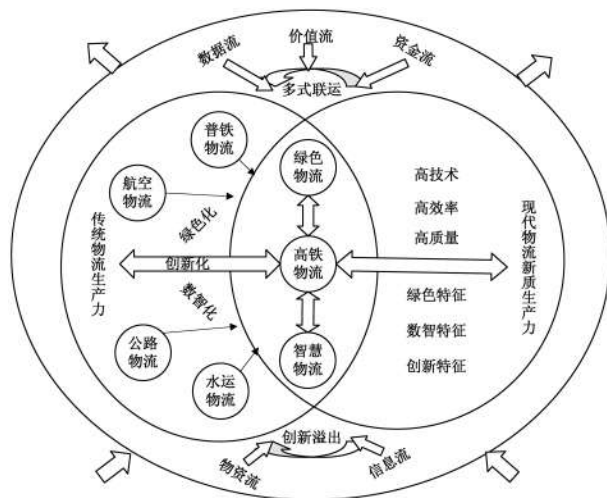 价值流
数据流
资金流
多式联运
普铁
物流
绿色
物流
航空
物流
高技术
高效率
高质量
绿色化
传统物流生产力
创新化
高铁
物流
现代物流新质生产力
数智化
绿色特征
数智特征
创新特征
公路
物流
智慧
物流
水运
物流
创新溢出
物资流
信息流